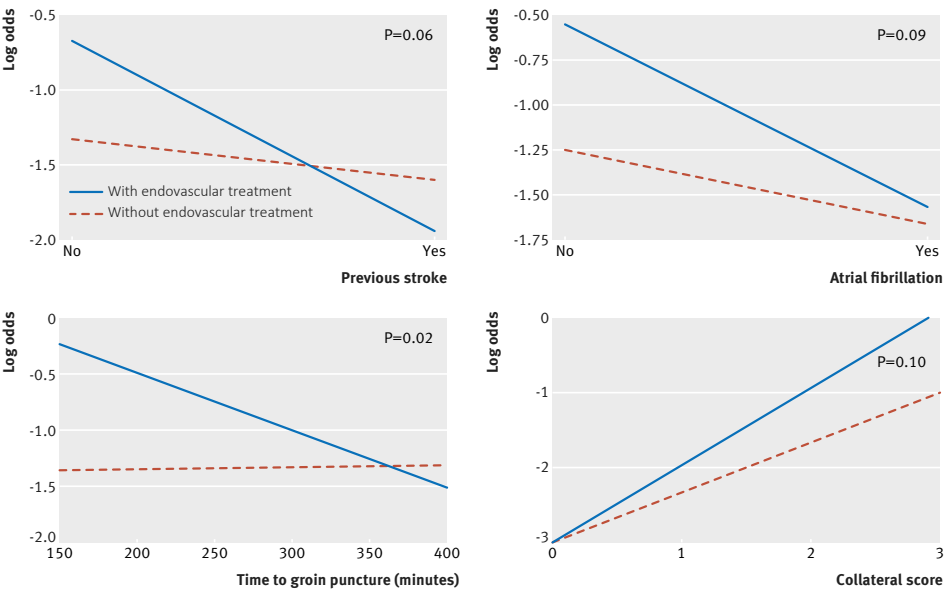 Log odds
-0.5
-1.0
-1.5
-2.0
P=0.06
With endovascular treatment
Without endovascular treatment
No
Yes
Previous stroke
Log odds
-0.50
-0.75
-1.00
-1.25
-1.50
-1.75
P=0.09
No
Yes
Atrial fibrillation
Log odds
0
-0.5
-1.0
-1.5
-2.0
P=0.02
150 200 250 300 350 400
Time to groin puncture (minutes)
Log odds
0
-1
-2
-3
P=0.10
0 1 2 3
Collateral score